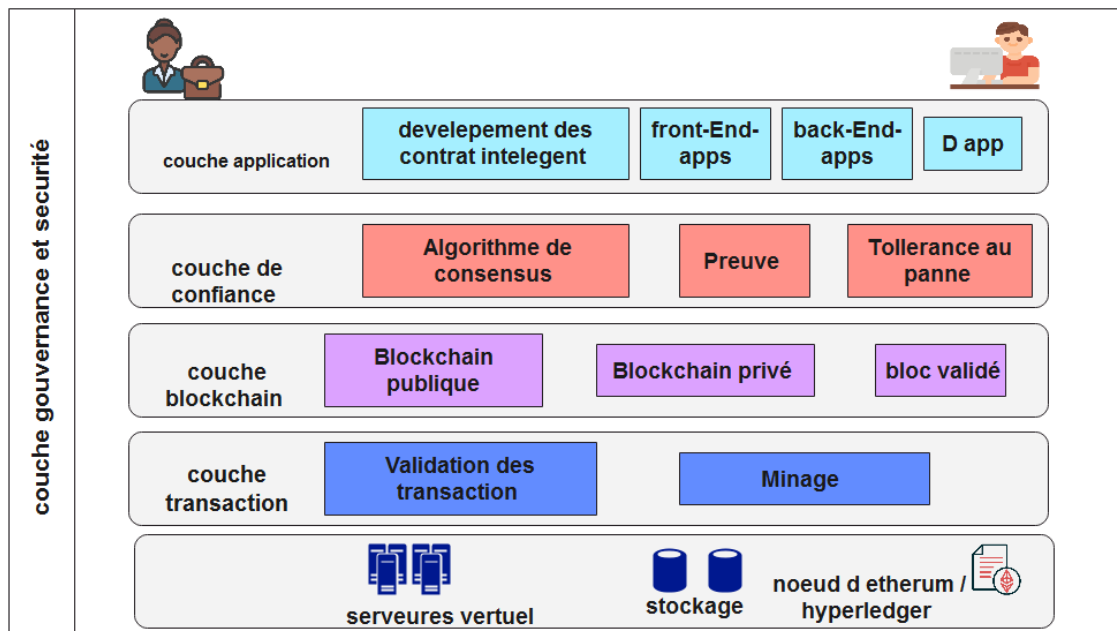 couche gouvernance et securité
couche application
develepement des
contrat intelegent
front-End-
apps
back-End-
apps
D app
couche de
confiance
Algorithme de
consensus
Preuve
Tollerance au
panne
couche
blockchain
Blockchain
publique
Blockchain privé
bloc validé
couche
transaction
Validation des
transaction
Minage
serveures vertuel
stockage
noeud d etherum /
hyperledger